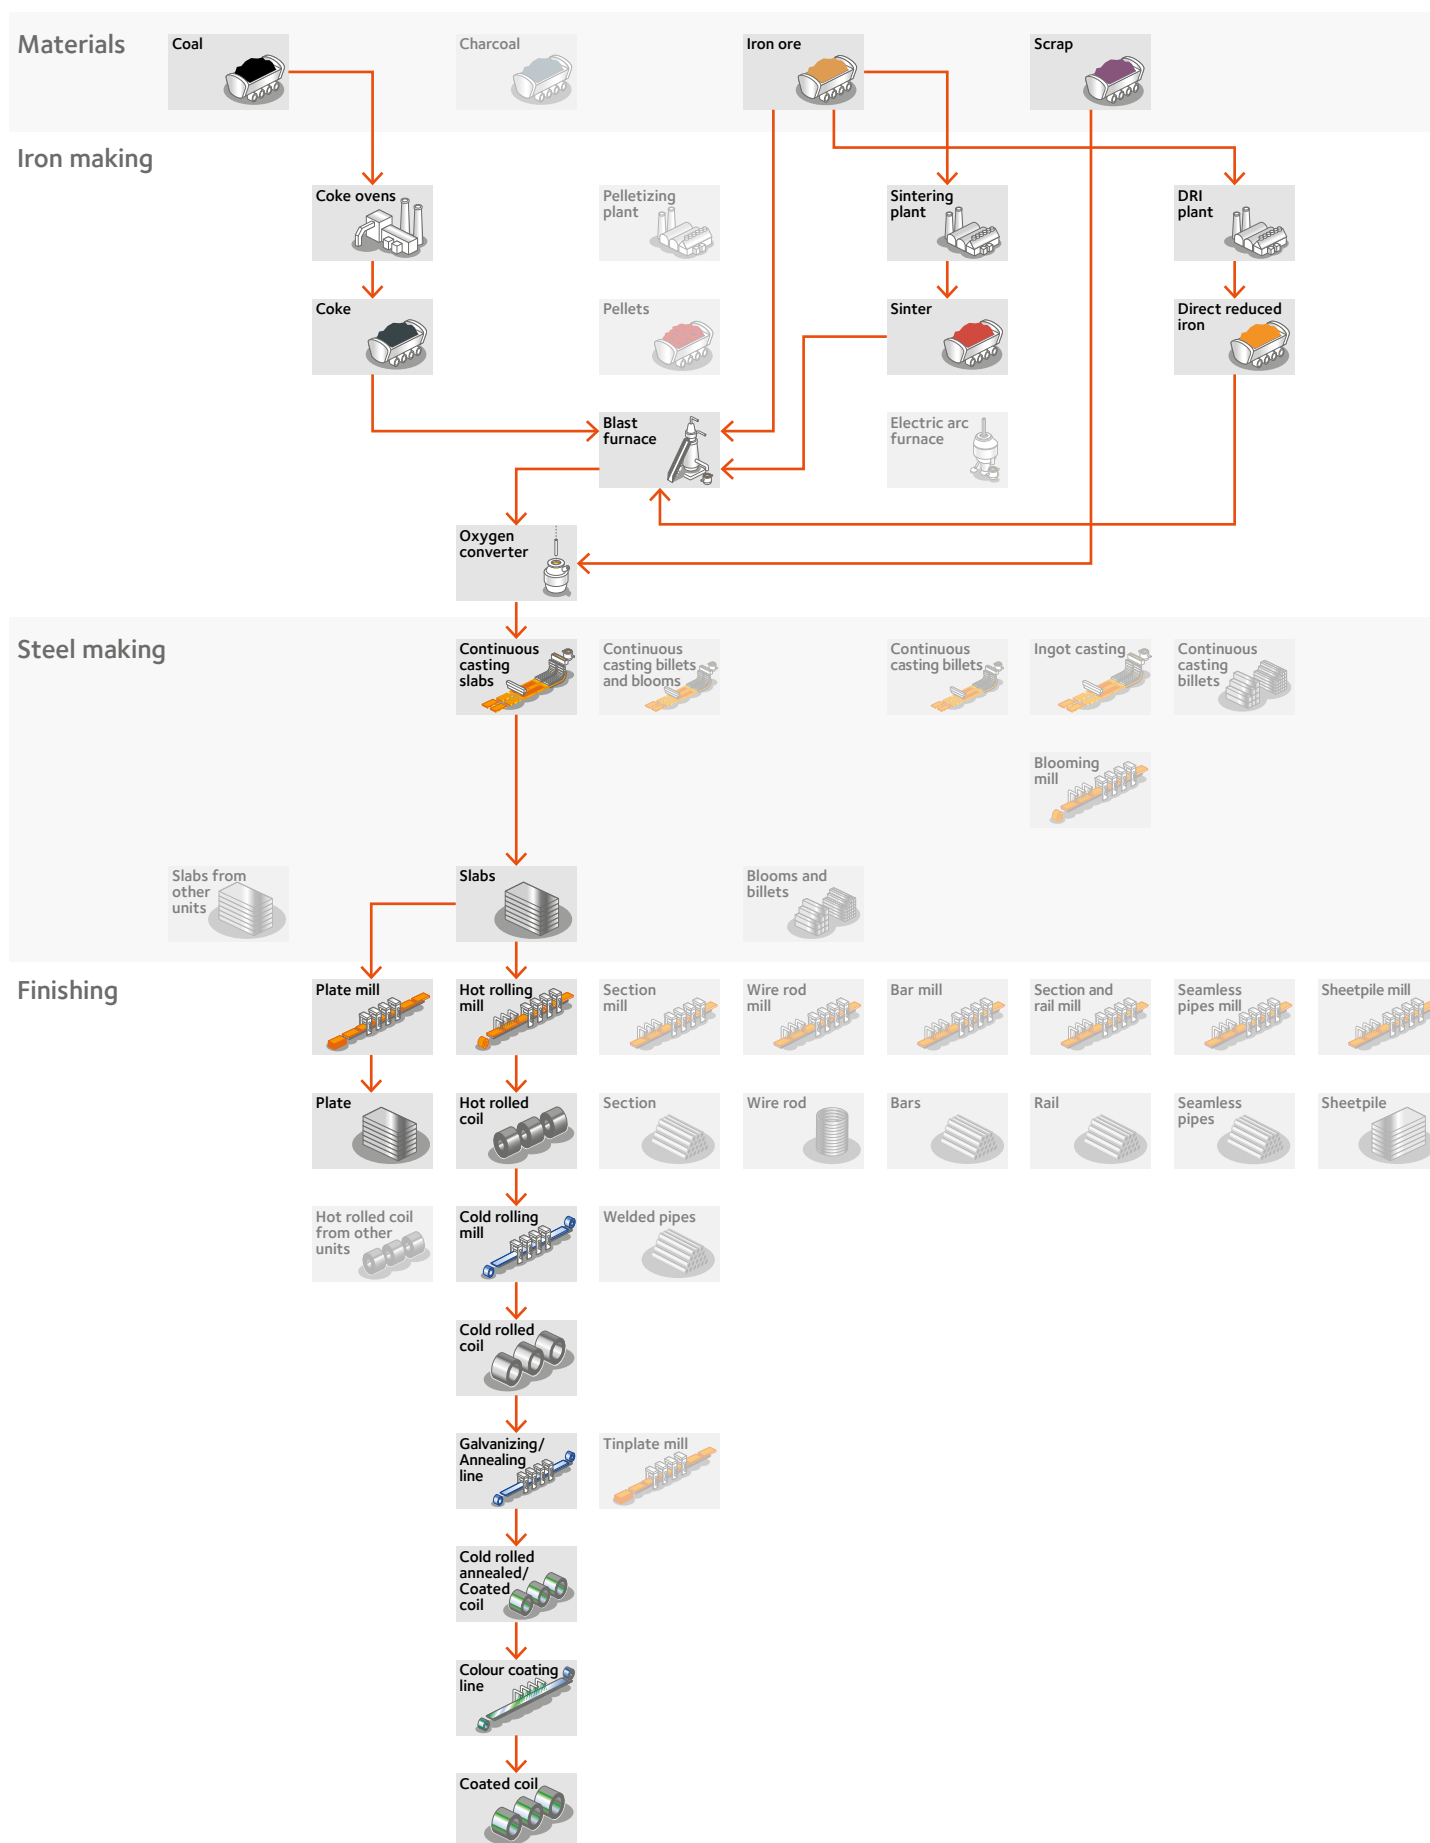 Materials
Coal
Charcoal
Iron ore
Scrap
Iron making
Coke ovens
Pelletizing
plant
Sintering
plant
DRI
plant
Coke
Pellets
Sinter
Direct reduced
iron
Blast
furnace
Electric arc
furnace
Oxygen
converter
Steel making
Continuous
casting
slabs
Continuous
casting billets
and blooms
Continuous
casting billets
Ingot casting
Continuous
casting
billets
Blooming
mill
Slabs from
other
units
Slabs
Blooms and
billets
Finishing
Plate mill
Hot rolling
mill
Section
mill
Wire rod
mill
Bar mill
Section and
rail mill
Seamless
pipes mill
Sheetpile mill
Plate
Hot rolled
coil
Section
Wire rod
Bars
Rail
Seamless
pipes
Sheetpile
Hot rolled coil
from other
units
Cold rolling
mill
Welded pipes
Cold rolled
coil
Galvanizing/
Annealing
line
Tinplate mill
Cold rolled
annealed/
Coated
coil
Colour coating
line
Coated coil